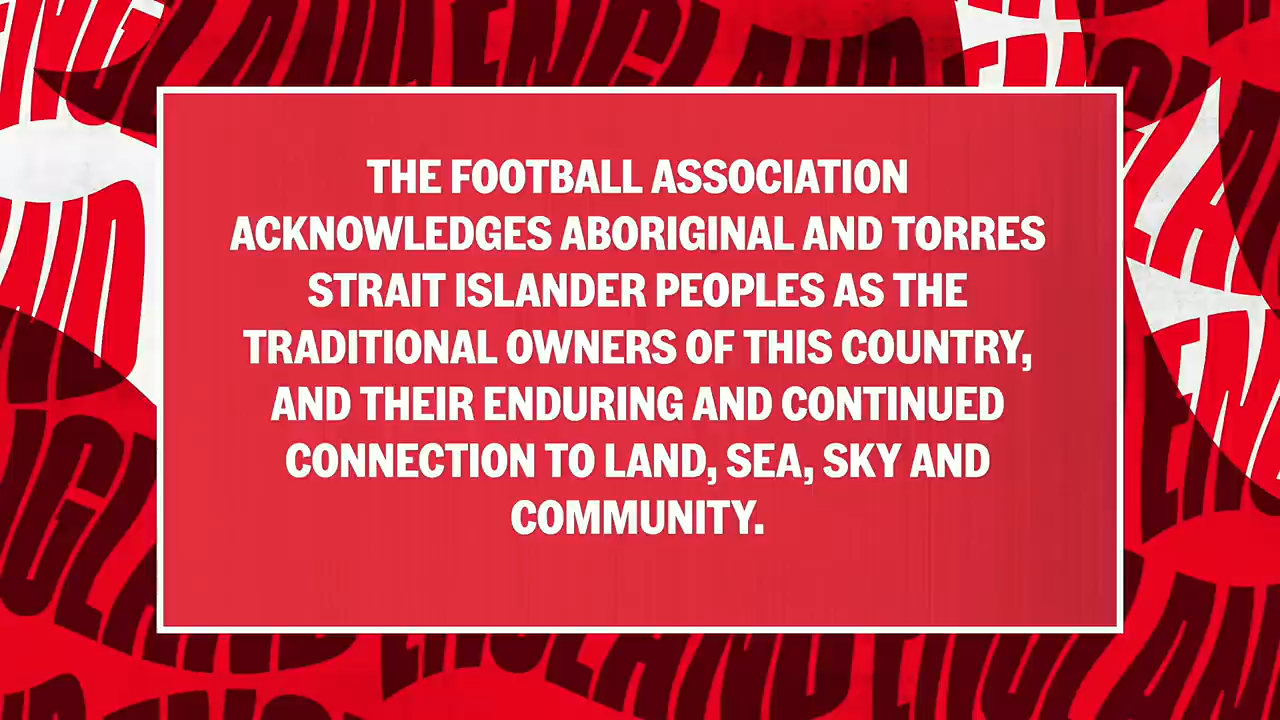 THE FOOTBALL ASSOCIATION
ACKNOWLEDGES ABORIGINAL AND TORRES
STRAIT ISLANDER PEOPLES AS THE
TRADITIONAL OWNERS OF THIS COUNTRY,
AND THEIR ENDURING AND CONTINUED
CONNECTION TO LAND, SEA, SKY AND
COMMUNITY.